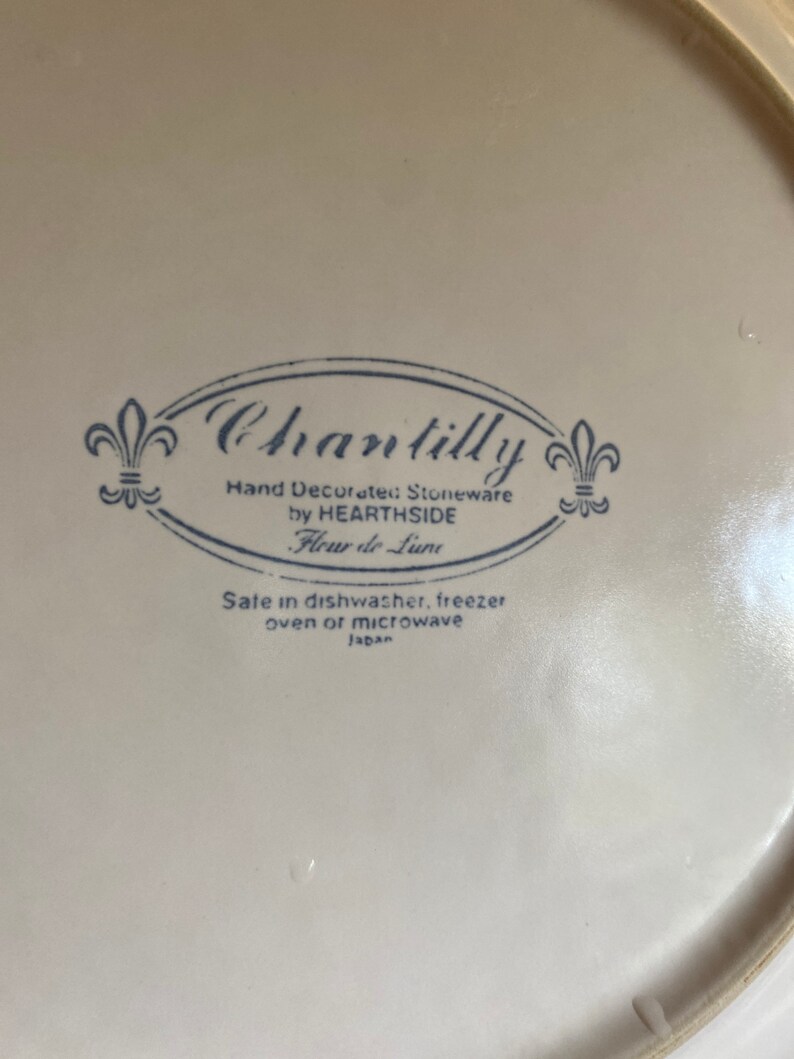 Chantilly
Hand Decorated Stoneware
by HEARTHSIDE
Fleur de Lune
Safe in dishwasher, freezer
oven or microwave
Japan